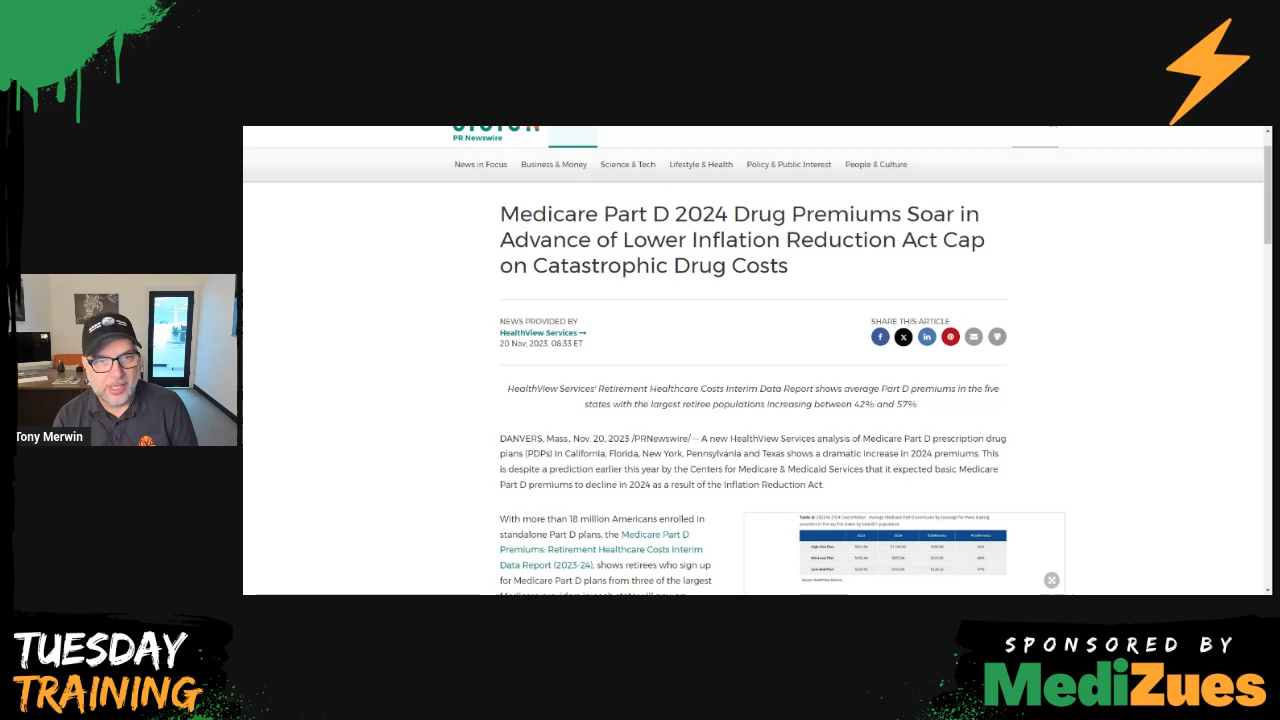 PR Newswire
News in Focus Business & Money Science & Tech Lifestyle & Health Policy & Public Interest People & Culture
Medicare Part D 2024 Drug Premiums Soar in
Advance of Lower Inflation Reduction Act Cap
on Catastrophic Drug Costs
NEWS PROVIDED BY
HealthView Services →
20 Nov, 2023, 08:33 ET
SHARE THIS ARTICLE
HealthView Services' Retirement Healthcare Costs Interim Data Report shows average Part D premiums in the five
states with the largest retiree populations increasing between 42% and 57%
DANVERS, Mass., Nov. 20, 2023 /PRNewswire/ -- A new HealthView Services analysis of Medicare Part D prescription drug
plans (PDPs) in California, Florida, New York, Pennsylvania and Texas shows a dramatic increase in 2024 premiums. This
is despite a prediction earlier this year by the Centers for Medicare & Medicaid Services that it expected basic Medicare
Part D premiums to decline in 2024 as a result of the Inflation Reduction Act.
With more than 18 million Americans enrolled in
standalone Part D plans, the Medicare Part D
Premiums: Retirement Healthcare Costs Interim
Data Report (2023-24), shows retirees who sign up
for Medicare Part D plans from three of the largest
2023 2024
High-End Plan
Low-End Plan
Tony Merwin
TUESDAY
TRAINING
SPONSORED BY
MediZues